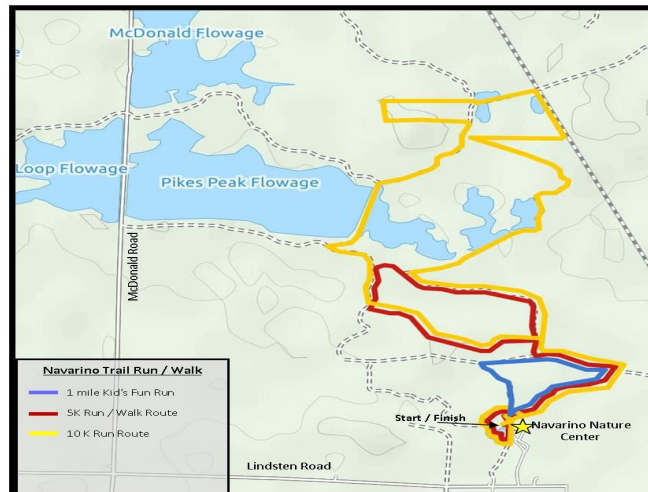 McDonald Flowage
Loop Flowage
Pikes Peak Flowage
McDonald Road
Navarino Trail Run / Walk
1 mile Kid's Fun Run
5K Run / Walk Route
10 K Run Route
Start / Finish
Navarino Nature
Center
Lindsten Road